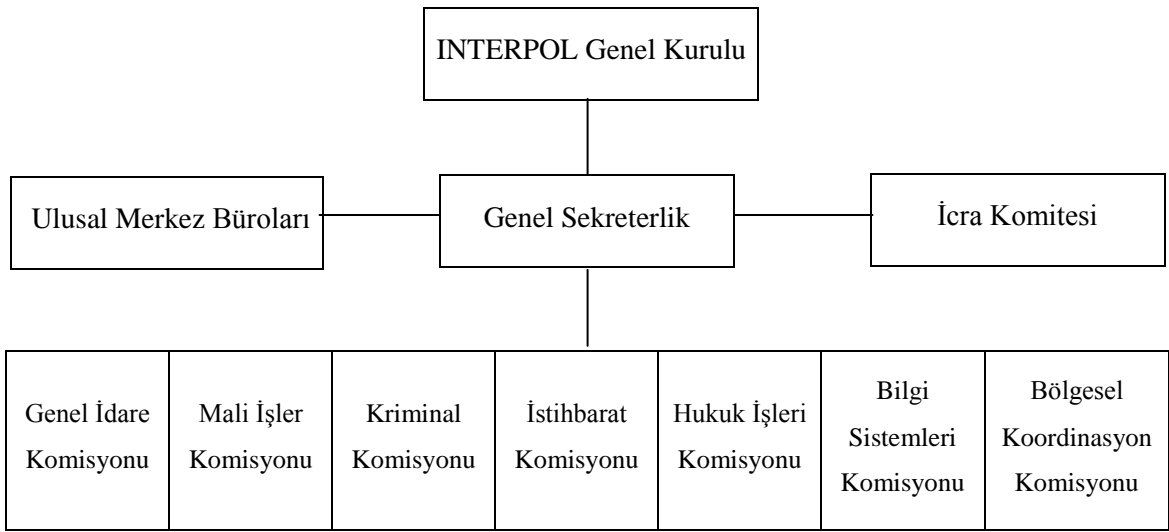 INTERPOL Genel Kurulu
Ulusal Merkez Büroları
Genel Sekreterlik
İcra Komitesi
Genel İdare
Komisyonu
Mali İşler
Komisyonu
Kriminal
Komisyonu
İstihbarat
Komisyonu
Hukuk İşleri
Komisyonu
Bilgi
Sistemleri
Komisyonu
Bölgesel
Koordinasyon
Komisyonu